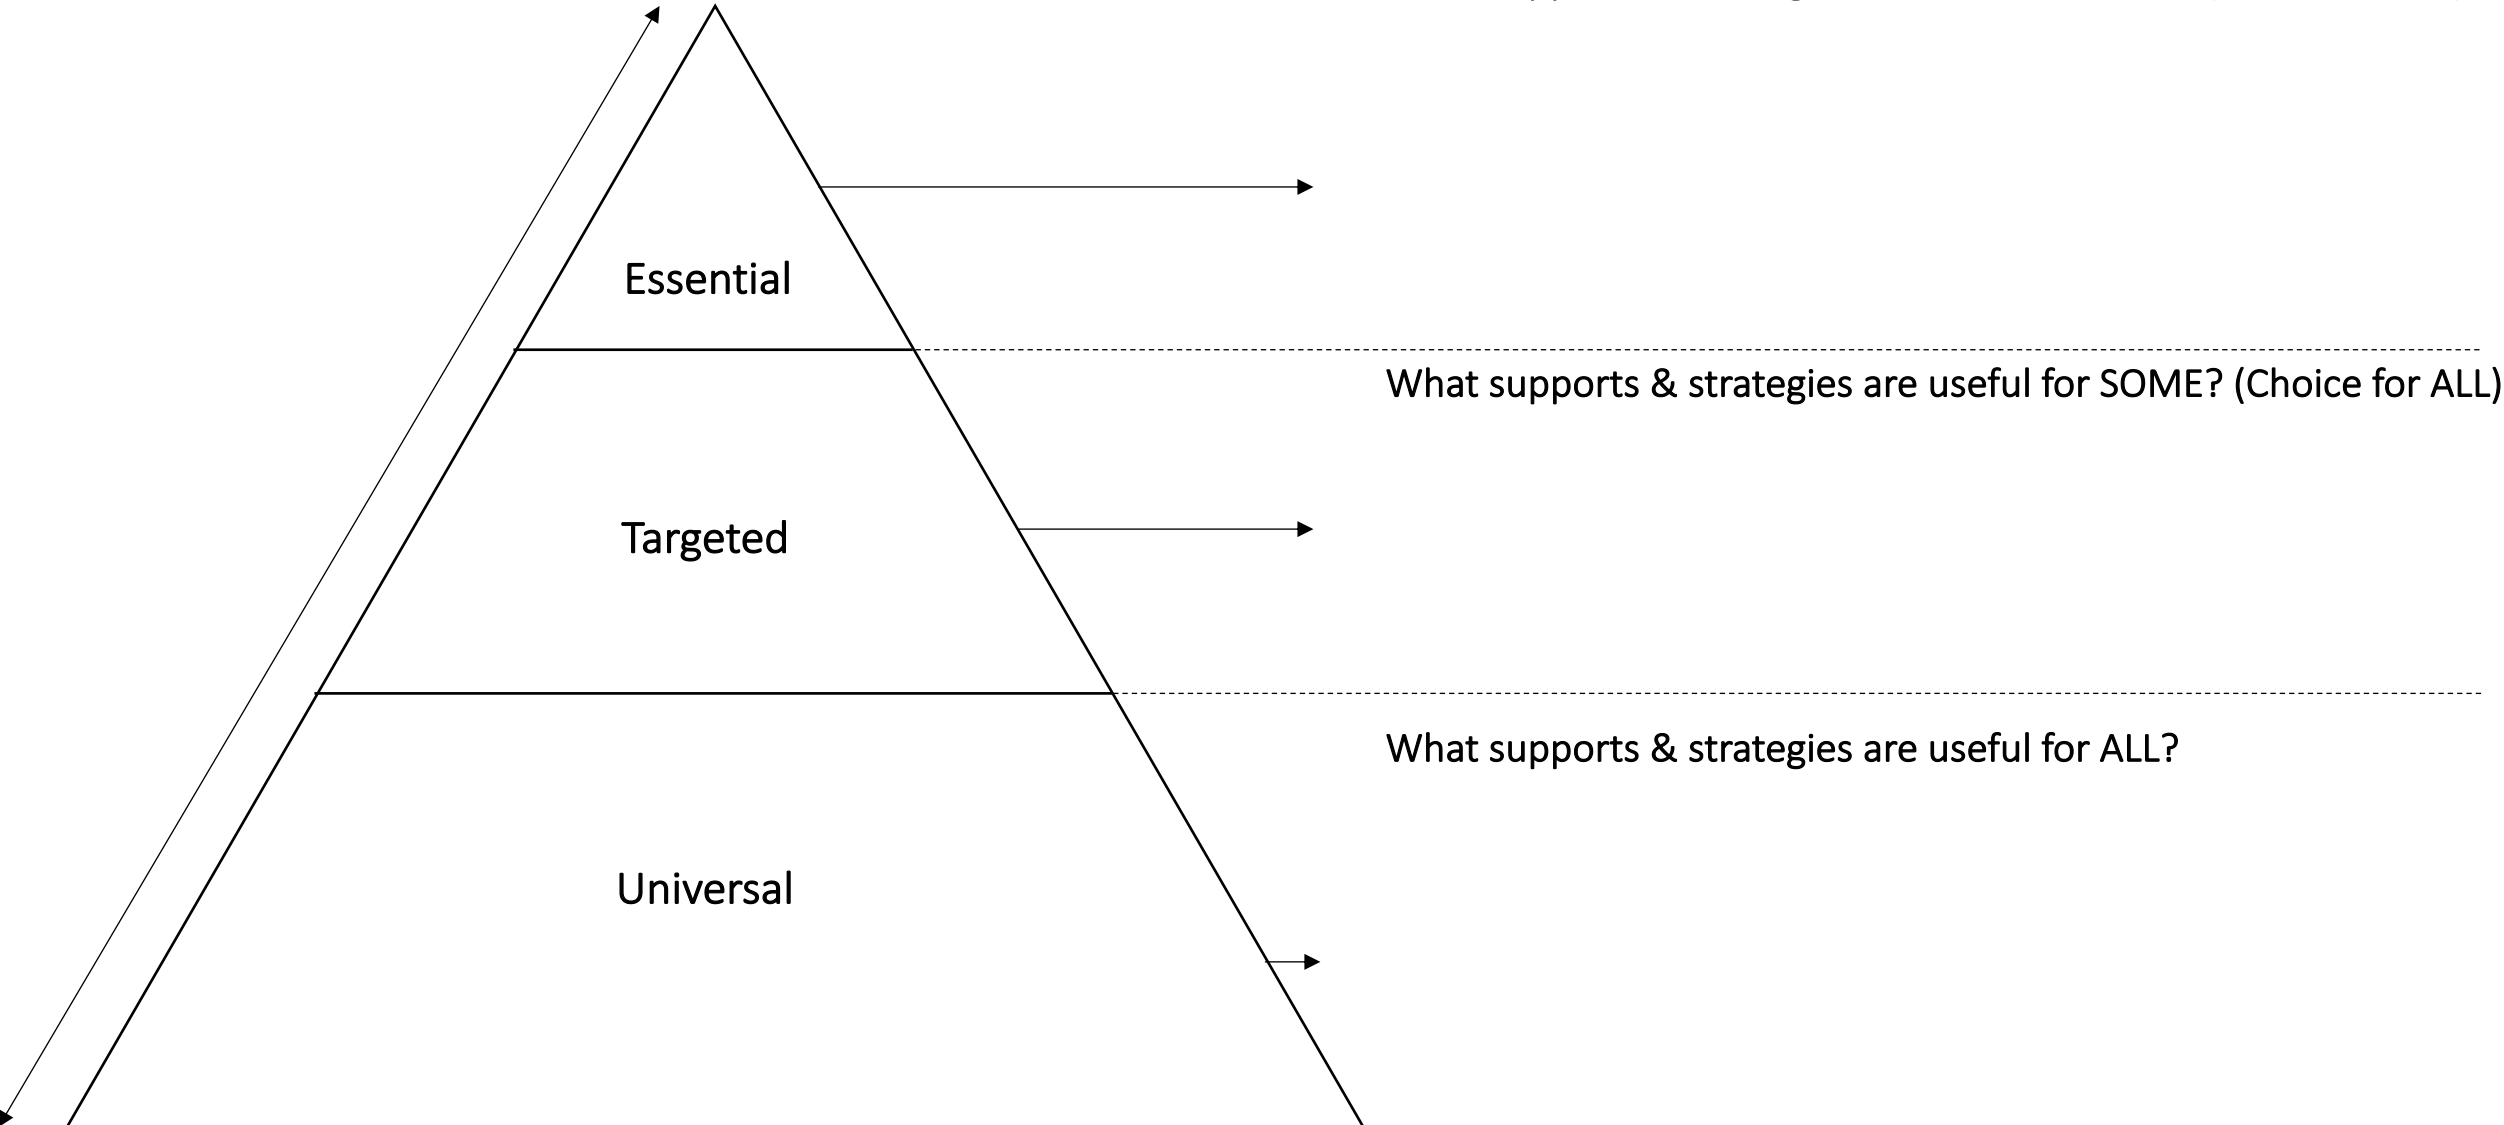 Essential
What supports & strategies are useful for SOME? (Choice for ALL)
Targeted
What supports & strategies are useful for ALL?
Universal